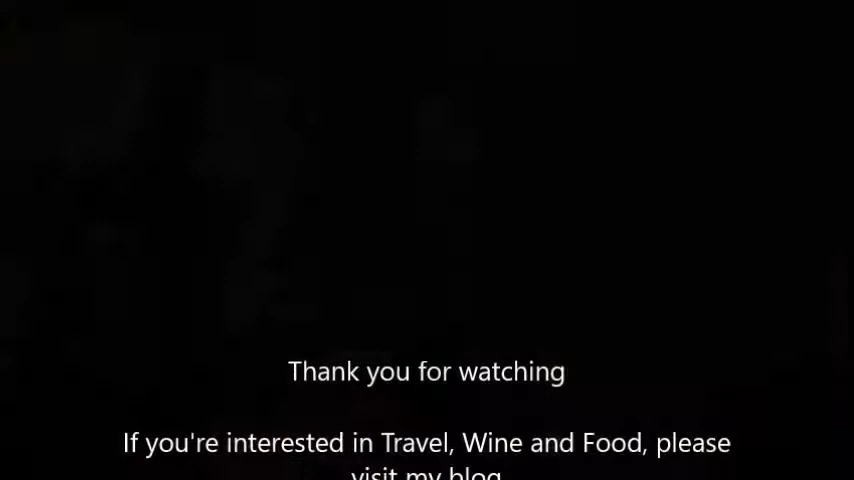 Thank you for watching
If you're interested in Travel, Wine and Food, please
visit my blog